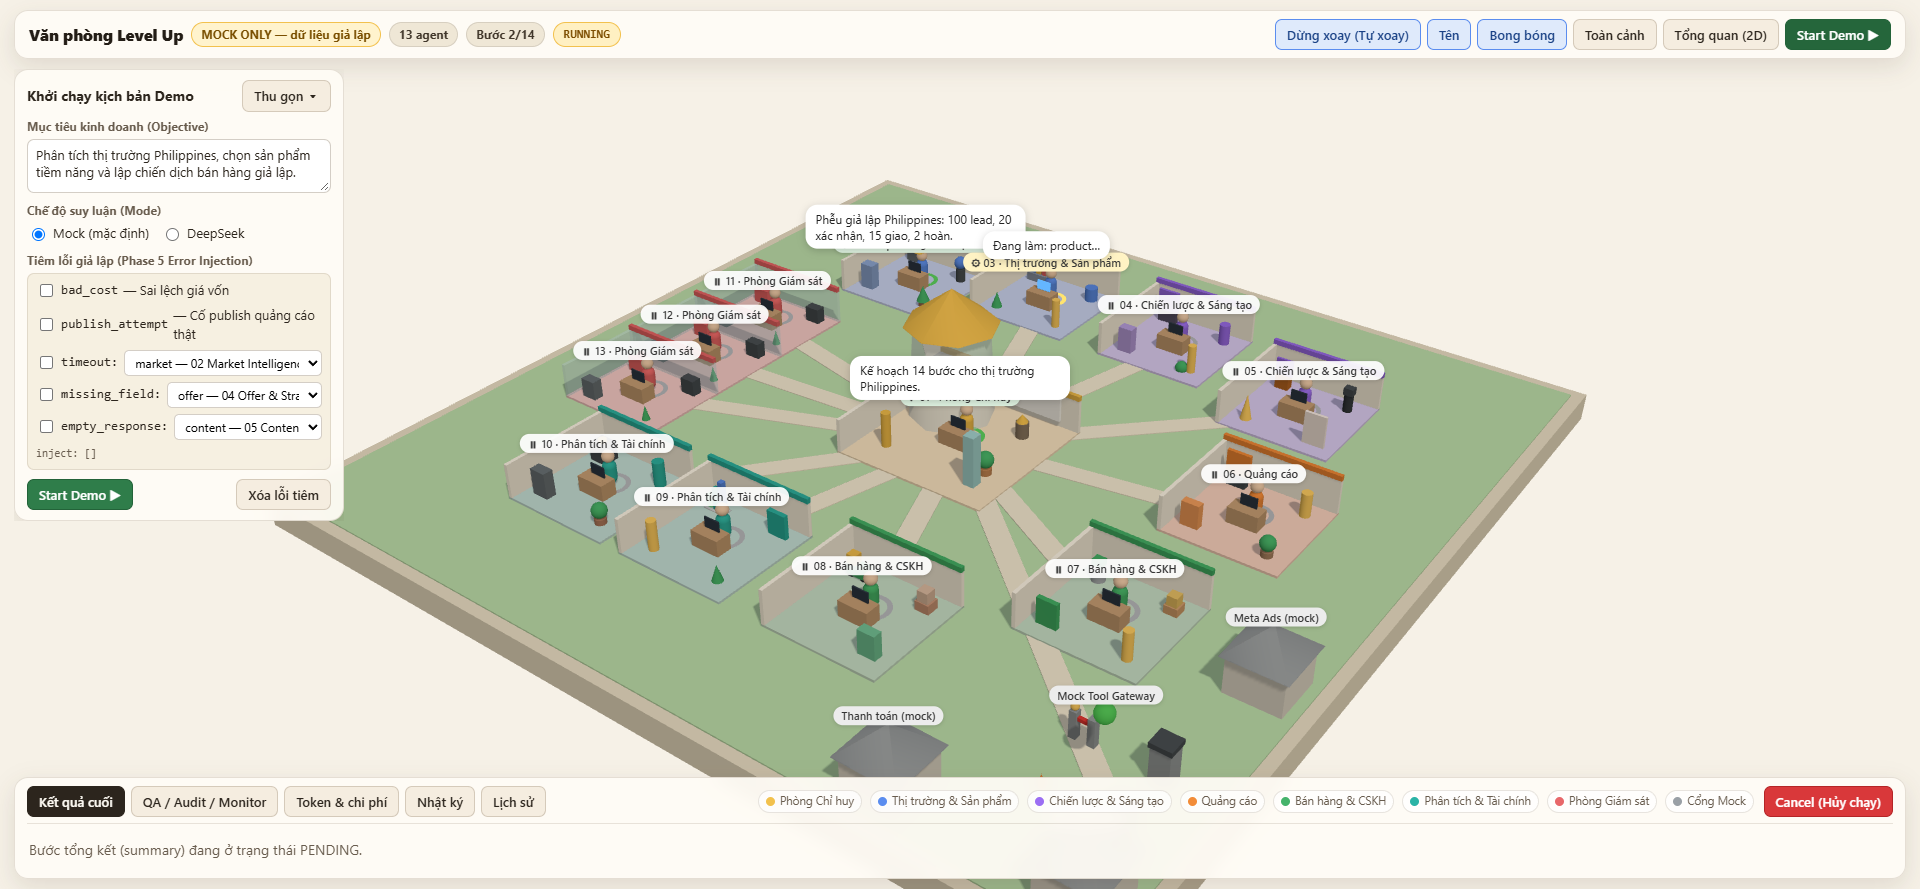 Văn phòng Level Up
MOCK ONLY — dữ liệu giả lập
13 agent
Bước 2/14
RUNNING
Dừng xoay (Tự xoay)
Tên
Bong bóng
Toàn cảnh
Tổng quan (2D)
Start Demo ▶
Khởi chạy kịch bản Demo
Thu gọn
Mục tiêu kinh doanh (Objective)
Phân tích thị trường Philippines, chọn sản phẩm
tiềm năng và lập chiến dịch bán hàng giả lập.
Chế độ suy luận (Mode)
Mock (mặc định)
DeepSeek
Tiêm lỗi giả lập (Phase 5 Error Injection)
bad_cost — Sai lệch giá vốn
publish_attempt — Cố publish quảng cáo
thật
timeout: market — 02 Market Intelligenc
missing_field: offer — 04 Offer & Stra
empty_response: content — 05 Conten
inject: []
Start Demo ▶
Xóa lỗi tiêm
Phễu giả lập Philippines: 100 lead, 20
xác nhận, 15 giao, 2 hoàn.
Đang làm: product...
03 · Thị trường & Sản phẩm
11 · Phòng Giám sát
04 · Chiến lược & Sáng tạo
12 · Phòng Giám sát
13 · Phòng Giám sát
Kế hoạch 14 bước cho thị trường
Philippines.
05 · Chiến lược & Sáng tạo
10 · Phân tích & Tài chính
06 · Quảng cáo
09 · Phân tích & Tài chính
08 · Bán hàng & CSKH
07 · Bán hàng & CSKH
Meta Ads (mock)
Mock Tool Gateway
Thanh toán (mock)
Kết quả cuối
QA / Audit / Monitor
Token & chi phí
Nhật ký
Lịch sử
Phòng Chỉ huy
Thị trường & Sản phẩm
Chiến lược & Sáng tạo
Quảng cáo
Bán hàng & CSKH
Phân tích & Tài chính
Phòng Giám sát
Cổng Mock
Cancel (Hủy chạy)
Bước tổng kết (summary) đang ở trạng thái PENDING.